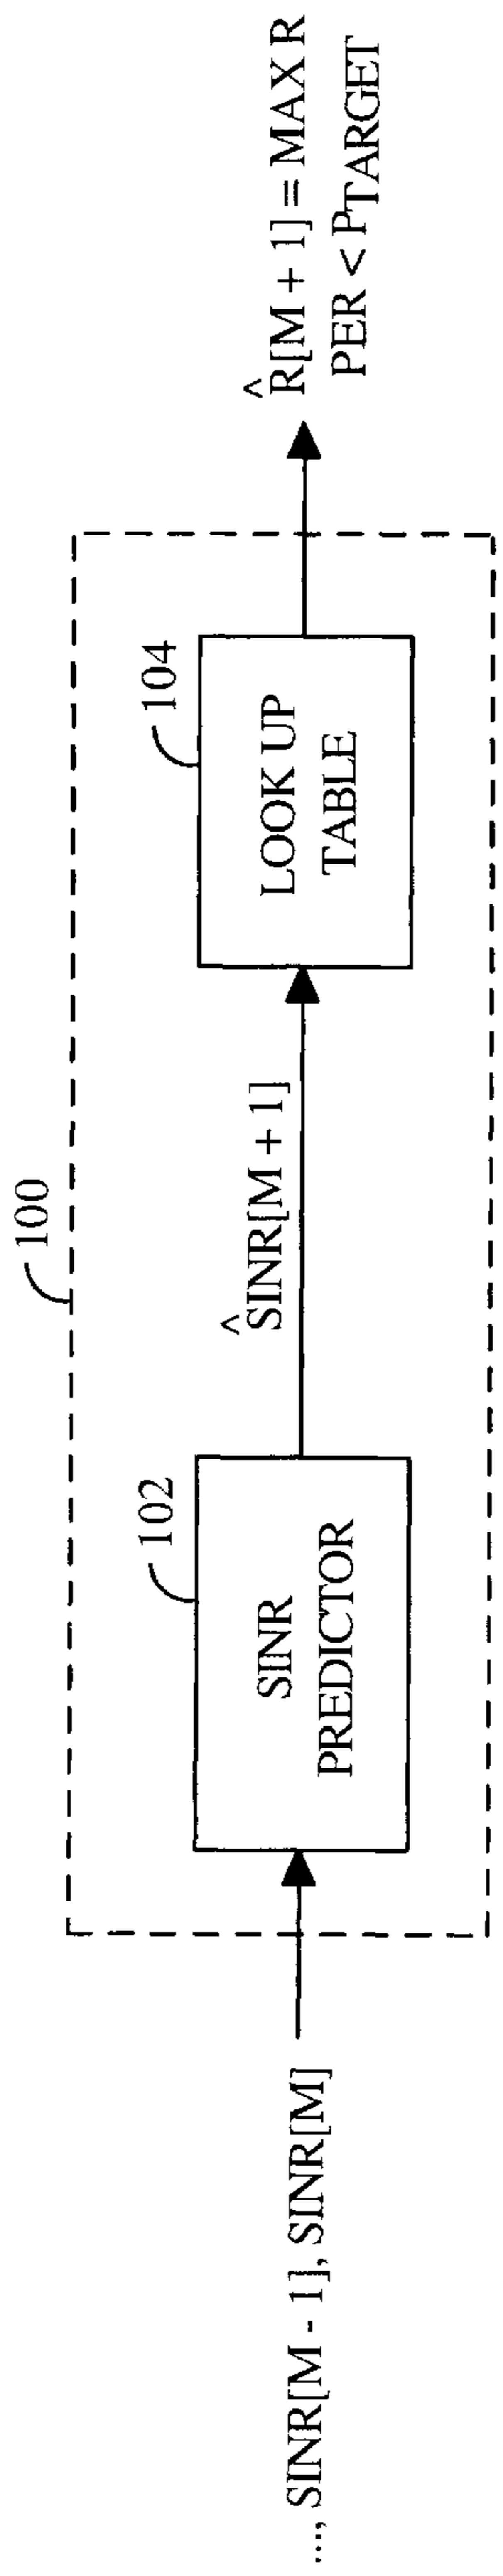 ..., SINR[M - 1], SINR[M]
100
102
SINR
PREDICTOR
^
SINR[M + 1]
104
LOOK UP
TABLE
^
R[M + 1] = MAX R
PER < PTARGET